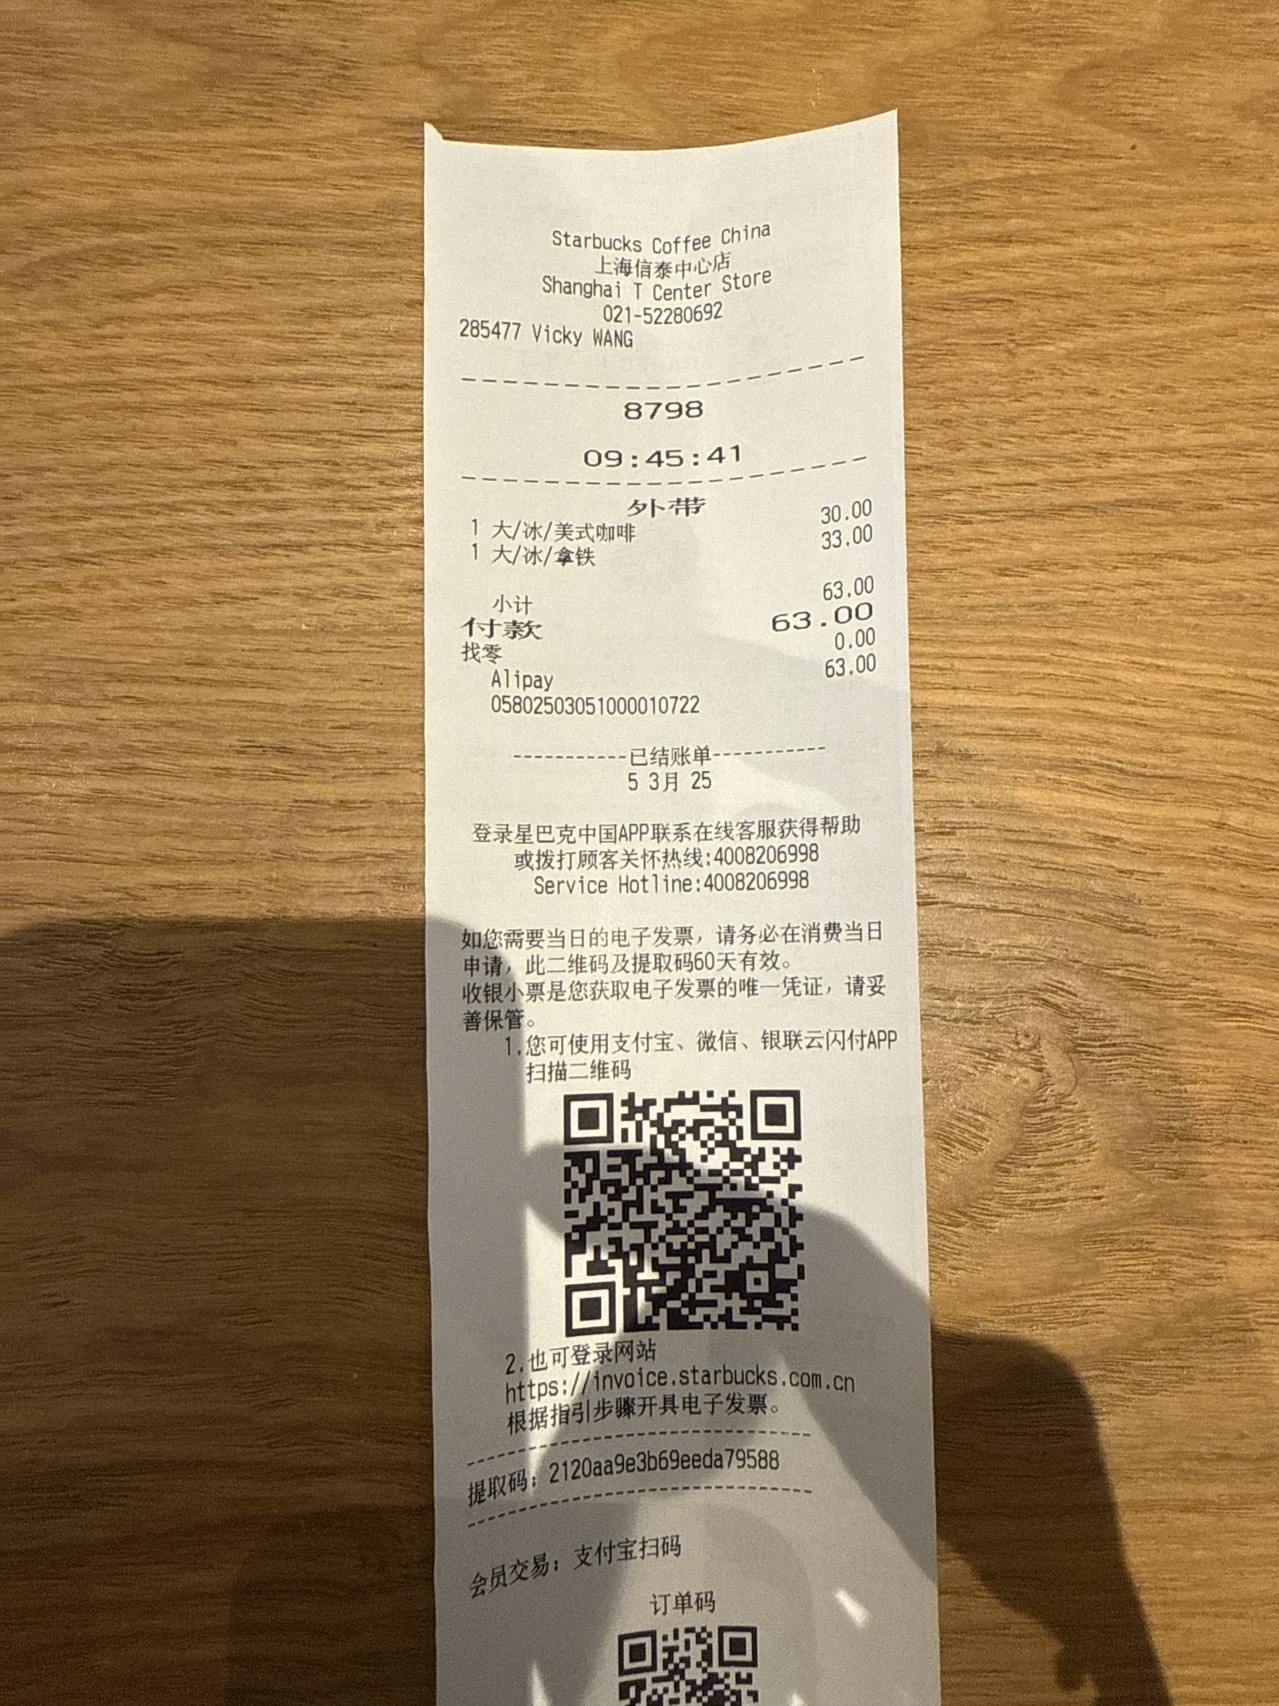 Starbucks Coffee China
上海信泰中心店
Shanghai T Center Store
021-52280692
285477 Vicky WANG
8798
09:45:41
外带
1 大/冰/美式咖啡 30.00
1 大/冰/拿铁 33.00
小计 63.00
付款 63.00
找零 0.00
Alipay 63.00
05802503051000010722
-----------已结账单-----------
5 3月 25
登录星巴克中国APP联系在线客服获得帮助
或拨打顾客关怀热线:4008206998
Service Hotline:4008206998
如您需要当日的电子发票，请务必在消费当日
申请，此二维码及提取码60天有效。
收银小票是您获取电子发票的唯一凭证，请妥
善保管。
1.您可使用支付宝、微信、银联云闪付APP
扫描二维码
2.也可登录网站
https://invoice.starbucks.com.cn
根据指引步骤开具电子发票。
提取码: 2120aa9e3b69eeda79588
会员交易: 支付宝扫码
订单码